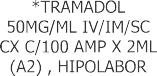 *TRAMADOL
50MG/ML IV/IM/SC
CX C/100 AMP X 2ML
(A2) , HIPOLABOR